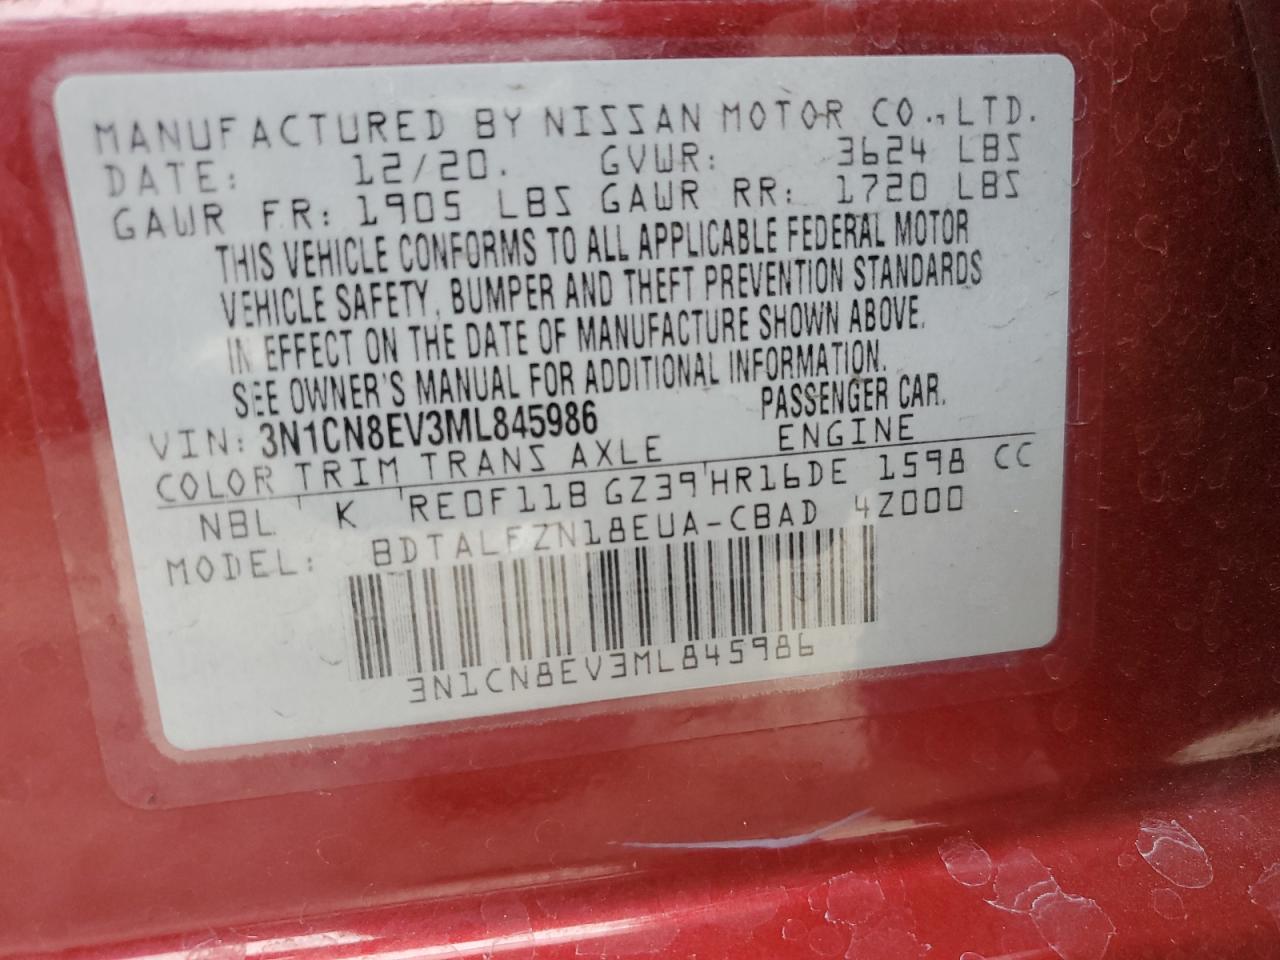 MANUFACTURED BY NISSAN MOTOR CO., LTD.
DATE: 12/20. GVWR: 3624 LBS
GAWR FR: 1905 LBS GAWR RR: 1720 LBS
THIS VEHICLE CONFORMS TO ALL APPLICABLE FEDERAL MOTOR
VEHICLE SAFETY, BUMPER AND THEFT PREVENTION STANDARDS
IN EFFECT ON THE DATE OF MANUFACTURE SHOWN ABOVE.
SEE OWNER'S MANUAL FOR ADDITIONAL INFORMATION.
VIN: 3N1CN8EV3ML845986 PASSENGER CAR.
COLOR TRIM TRANS AXLE ENGINE
NBL K RE0F11B GZ39 HR16DE 1598 CC
MODEL: BDTALFZN18EUA-CBAD 4Z000
3N1CN8EV3ML845986